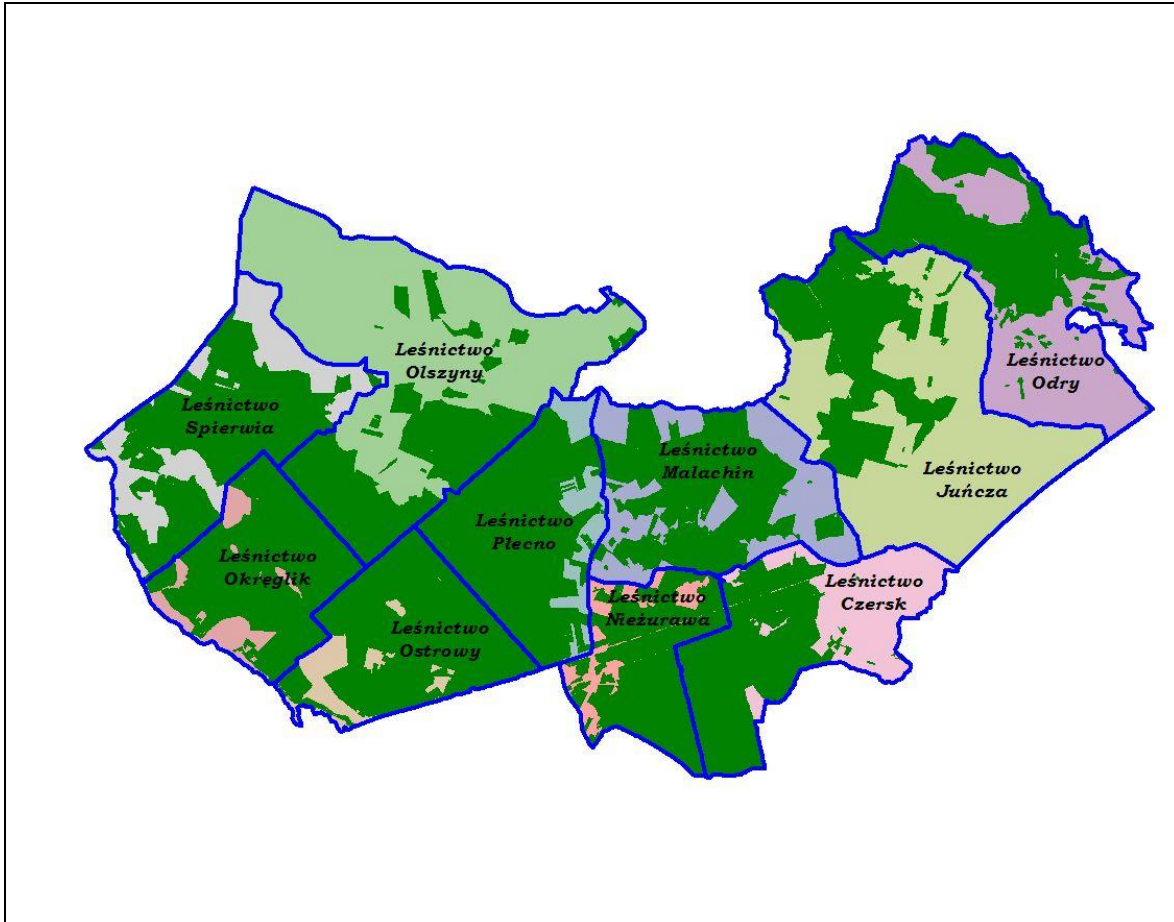 Leśnictwo
Olszyny
Leśnictwo
Odry
Leśnictwo
Spierwia
Leśnictwo
Malachin
Leśnictwo
Juńcza
Leśnictwo
Płecno
Leśnictwo
Okręglik
Leśnictwo
Czersk
Leśnictwo
Nieżurawa
Leśnictwo
Ostrowy